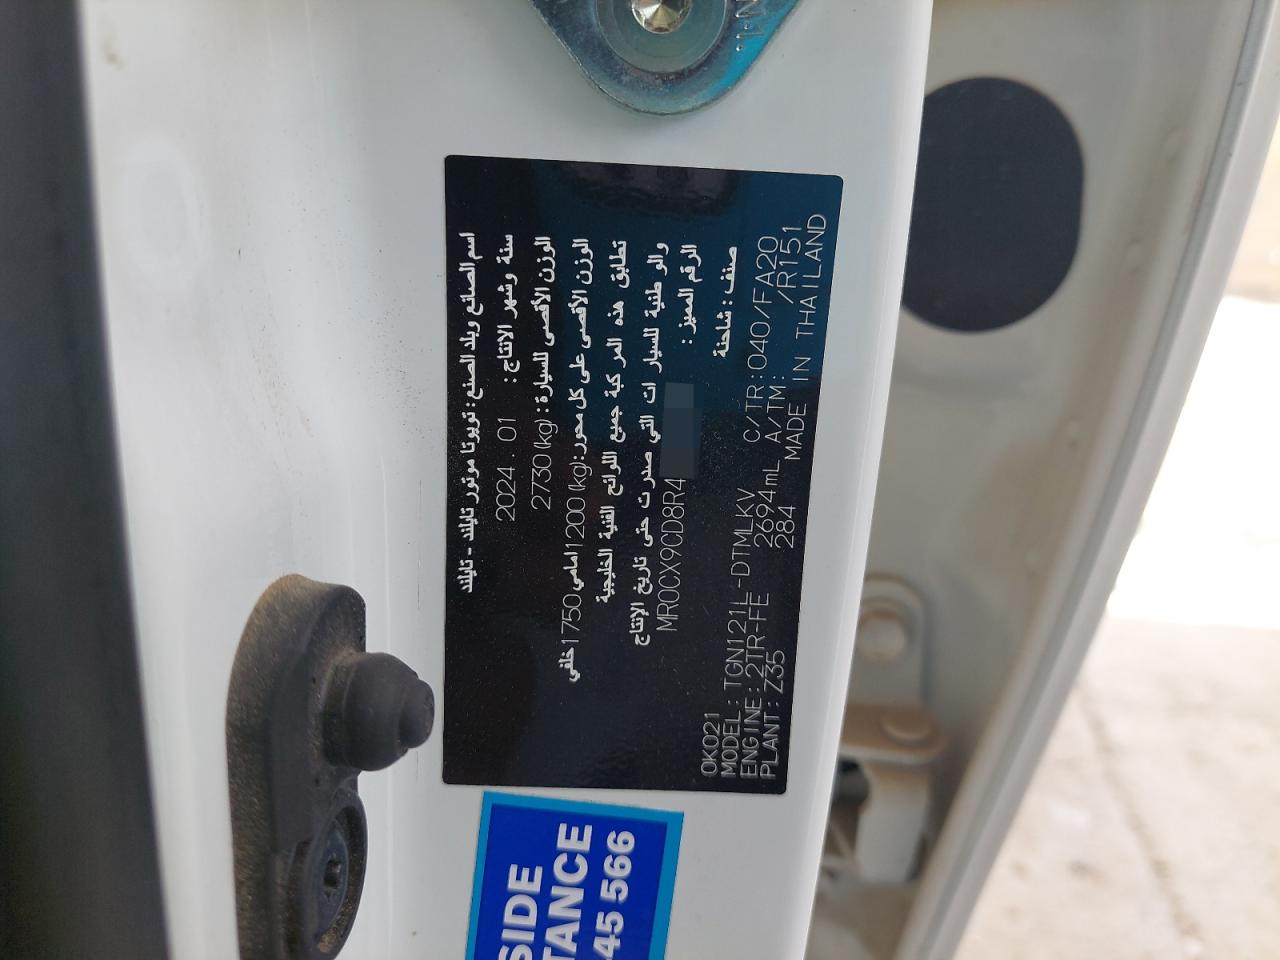 اسم الصانع وبلد الصنع: تويوتا موتور تايلند - تايلند
سنة وشهر الانتاج: 2024 . 01
الوزن الأقصى للسيارة: 2730 (kg)
الوزن الأقصى على كل محور: (kg) 1200 امامي 1750 خلفي
تطابق هذه المركبة جميع اللوائح الفنية الخليجية
والوطنية للسيارات التي صدرت حتى تاريخ الإنتاج
الرقم المميز: MR0CX9CD8R4
صنف: شاحنة
0K021
MODEL: TGN121L-DTMLKV C/TR: 040/FA20
ENGINE: 2TR-FE 2694mL A/TM: /R151
PLANT: Z35 284 MADE IN THAILAND
SIDE
TANCE
45 566